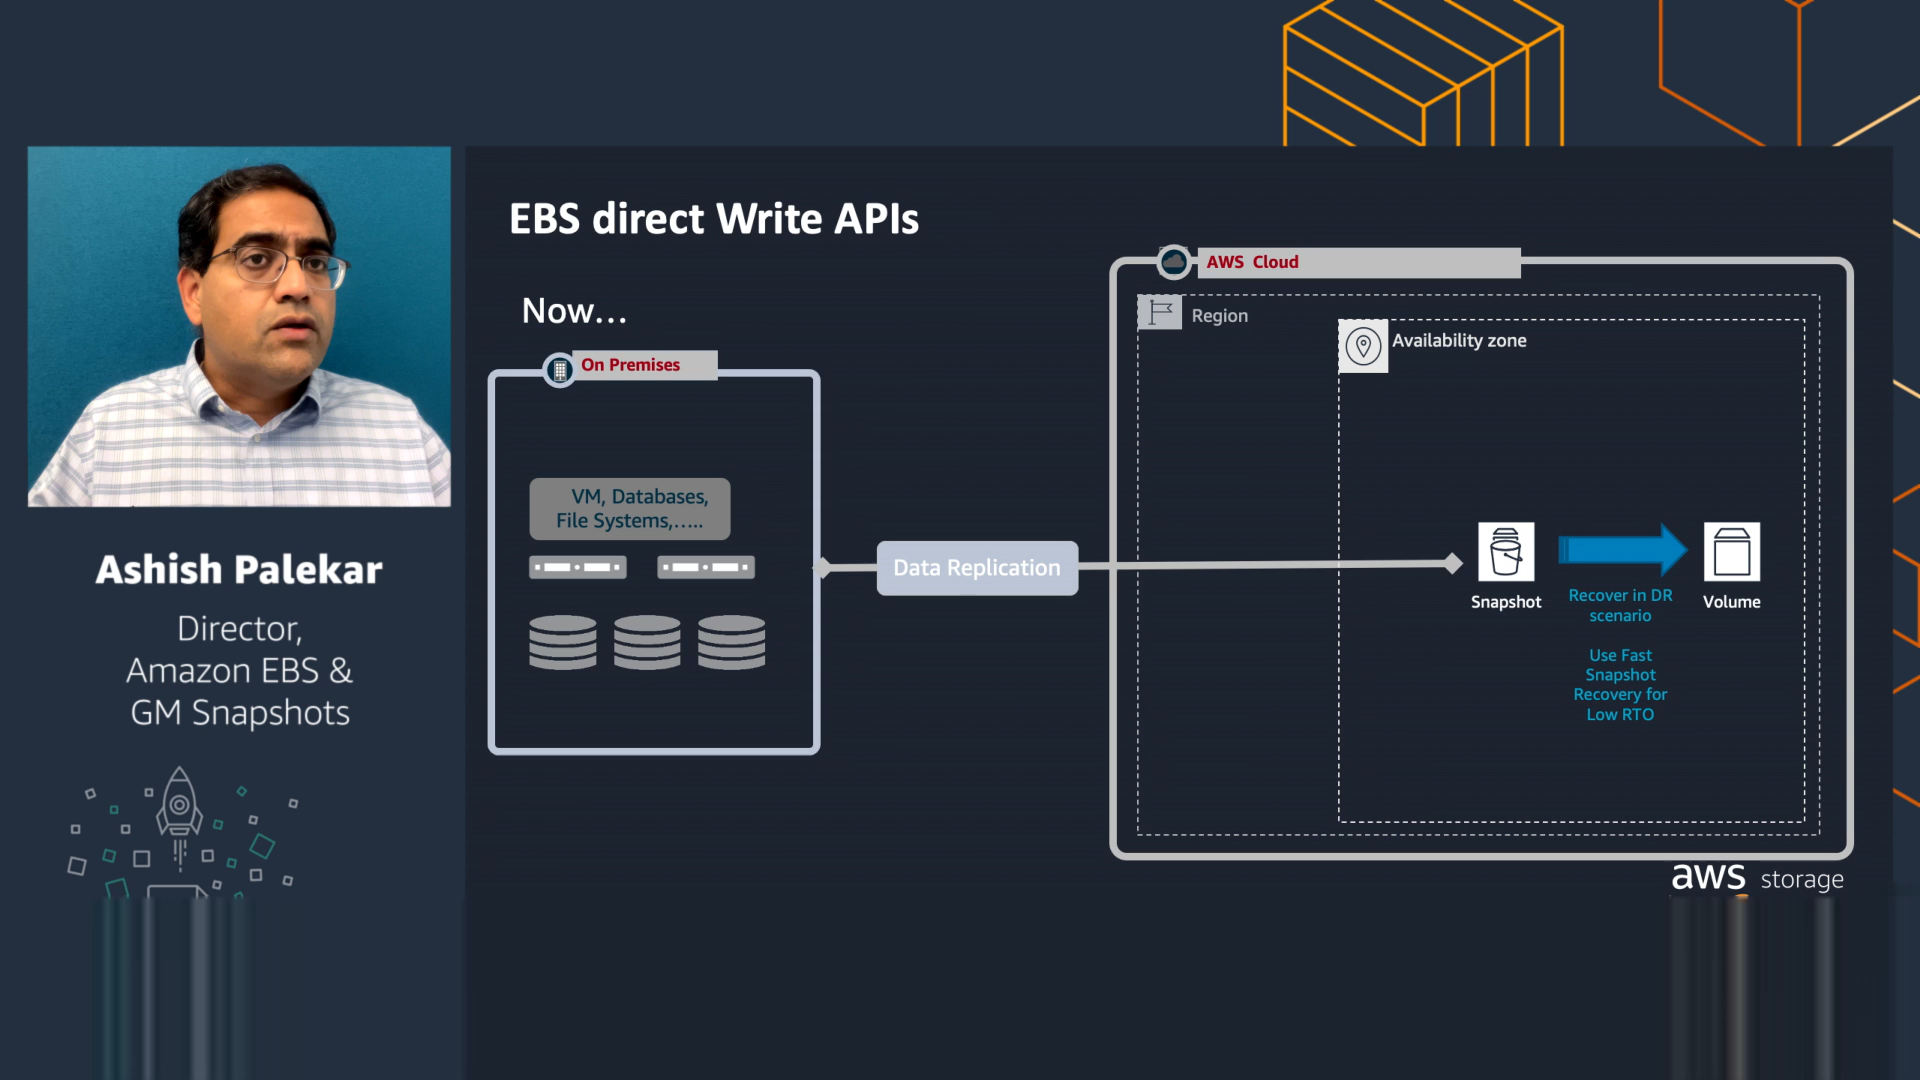 EBS direct Write APIs
Now...
On Premises
VM, Databases,
File Systems,.....
Data Replication
AWS Cloud
Region
Availability zone
Snapshot
Recover in DR
scenario
Use Fast
Snapshot
Recovery for
Low RTO
Volume
Ashish Palekar
Director,
Amazon EBS &
GM Snapshots
aws storage